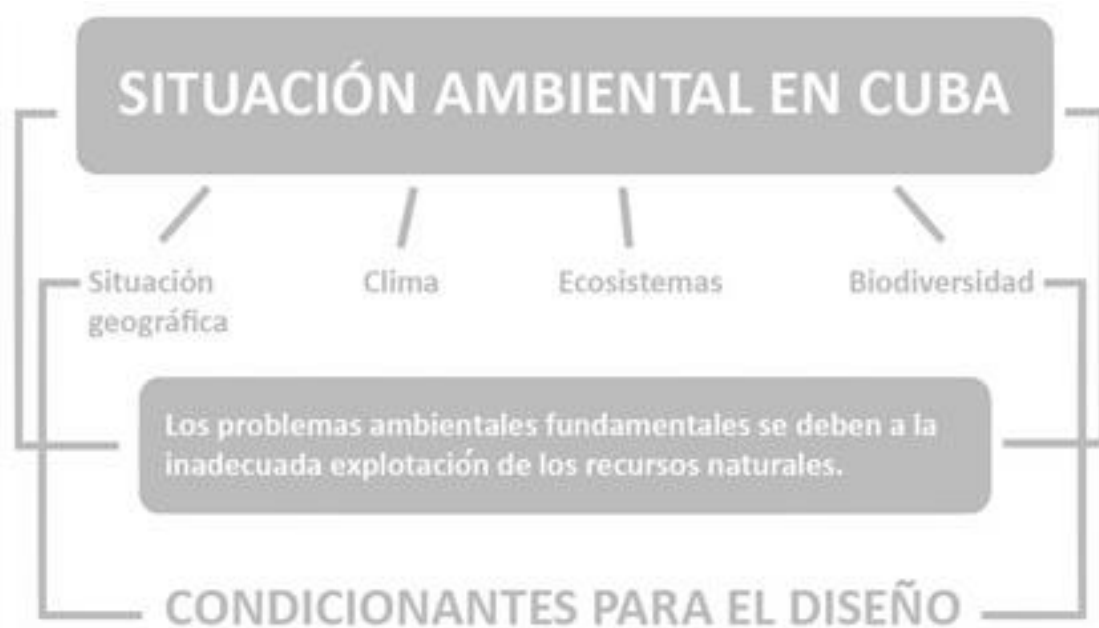 SITUACIÓN AMBIENTAL EN CUBA
Situación
geográfica
Clima
Ecosistemas
Biodiversidad
Los problemas ambientales fundamentales se deben a la
inadecuada explotación de los recursos naturales.
CONDICIONANTES PARA EL DISEÑO